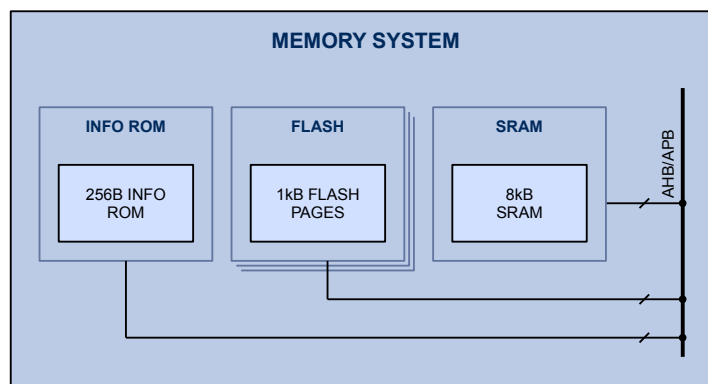 MEMORY SYSTEM
INFO ROM
FLASH
SRAM
256B INFO
ROM
1kB FLASH
PAGES
8kB
SRAM
AHB/APB